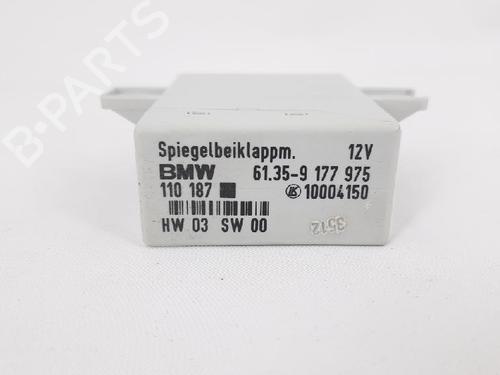 B-PARTS
Spiegelbeiklappm. 12V
BMW 61.35-9 177 975
110 187 10004150
HW 03 SW 00 3512